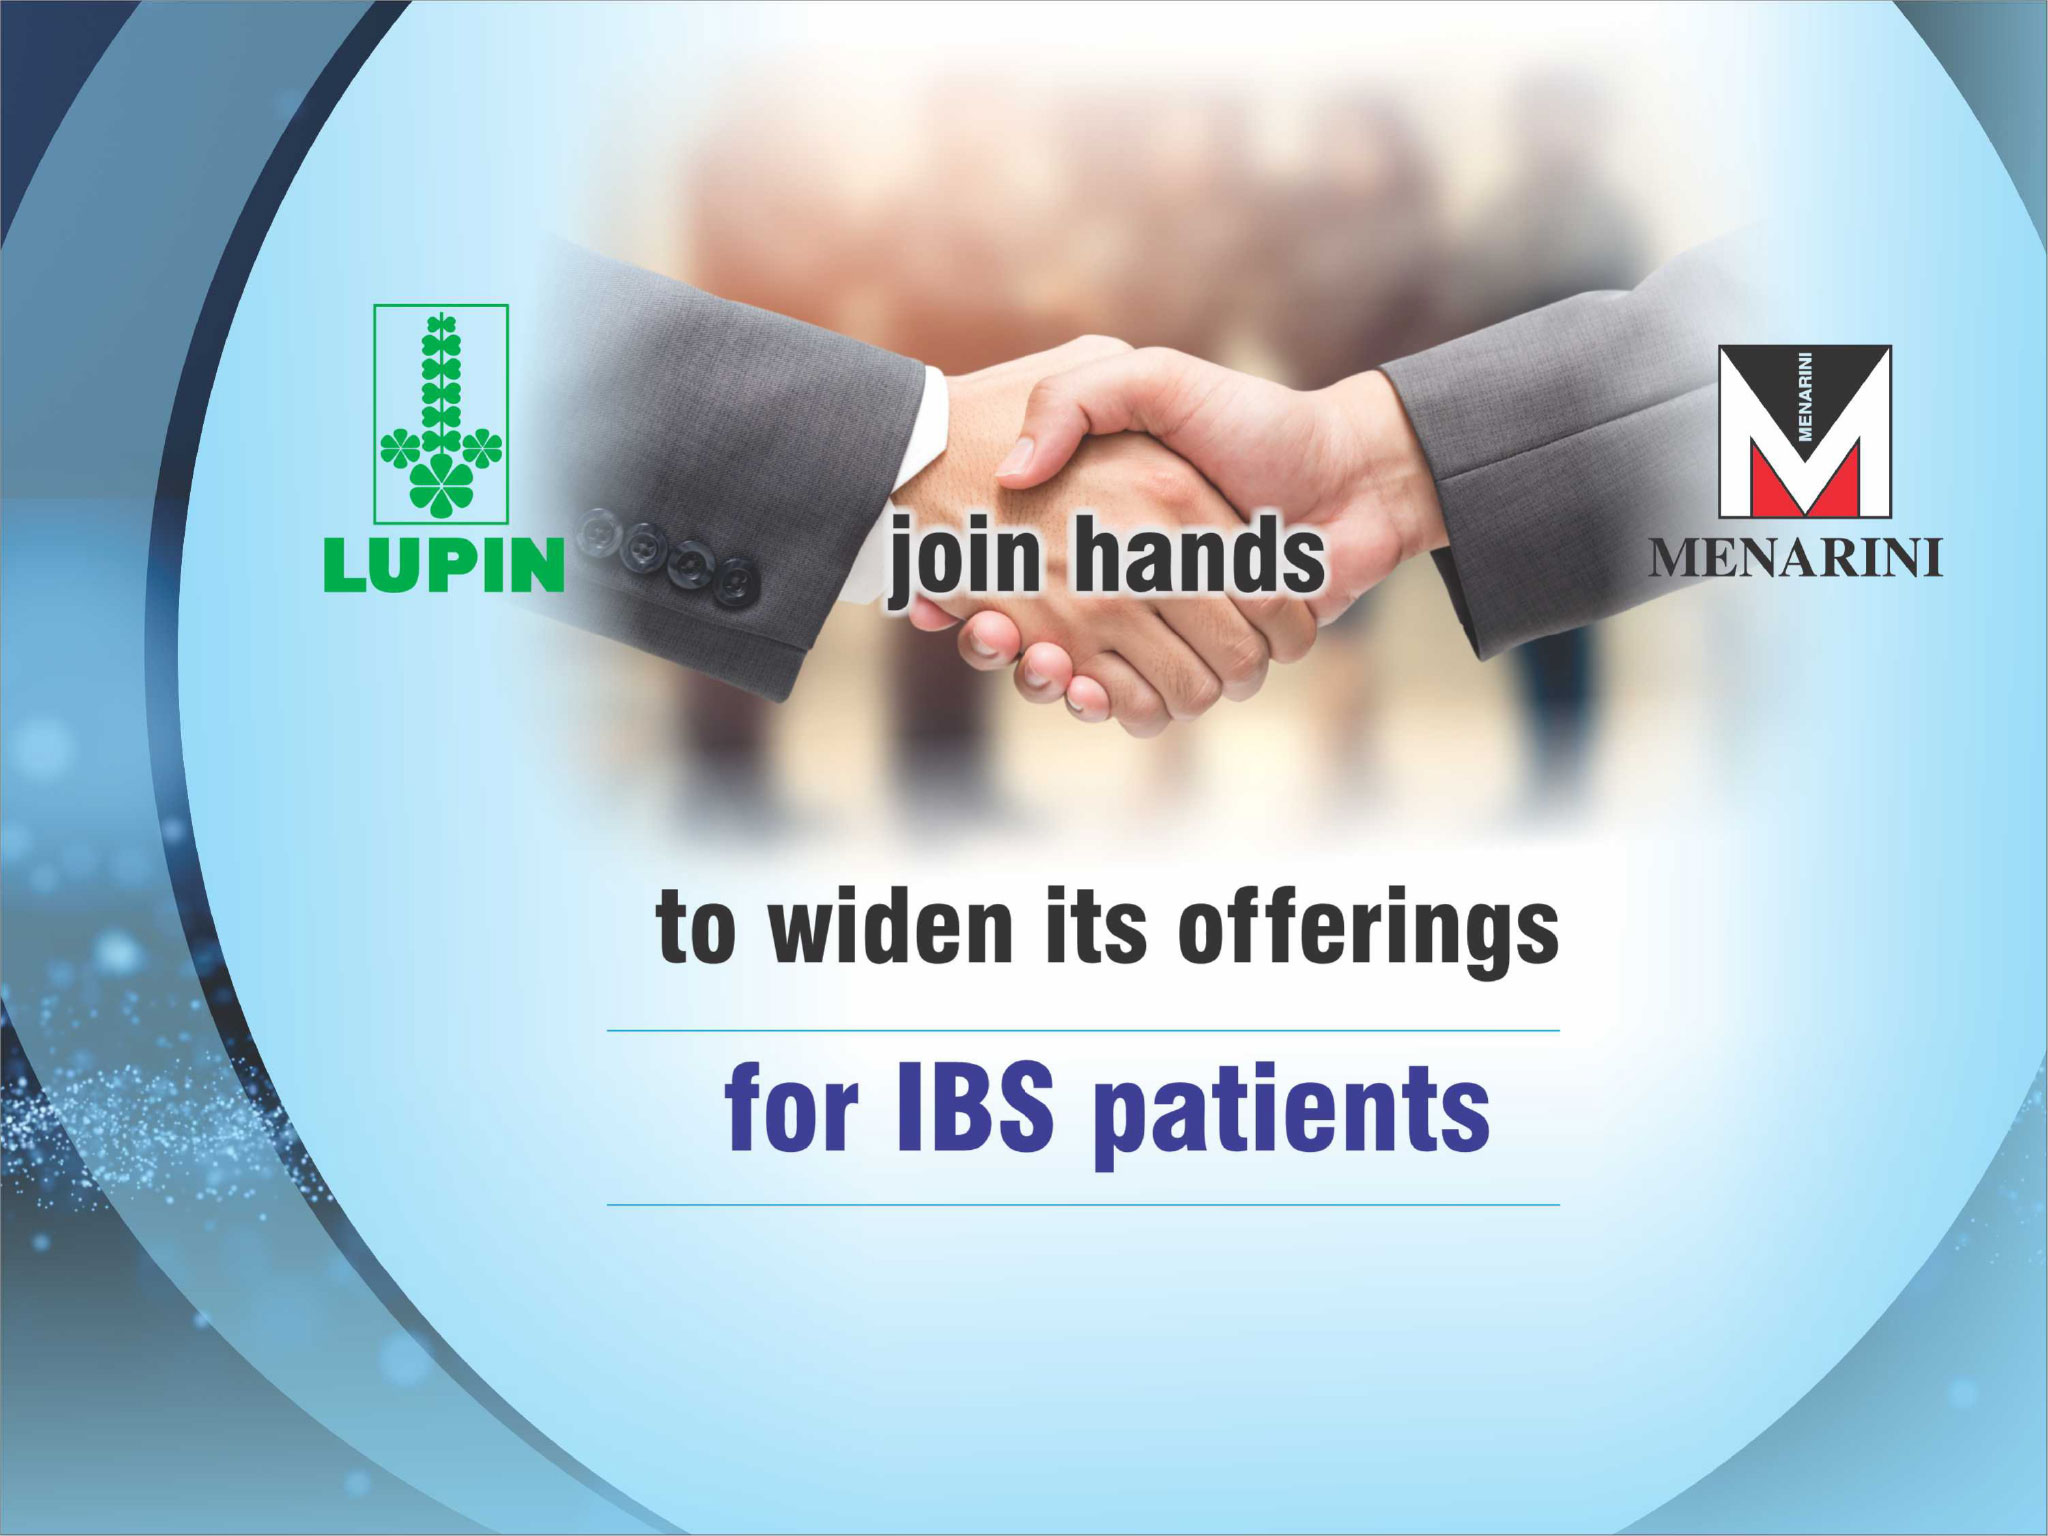 LUPIN
join hands
MENARINI
MENARINI
to widen its offerings
for IBS patients